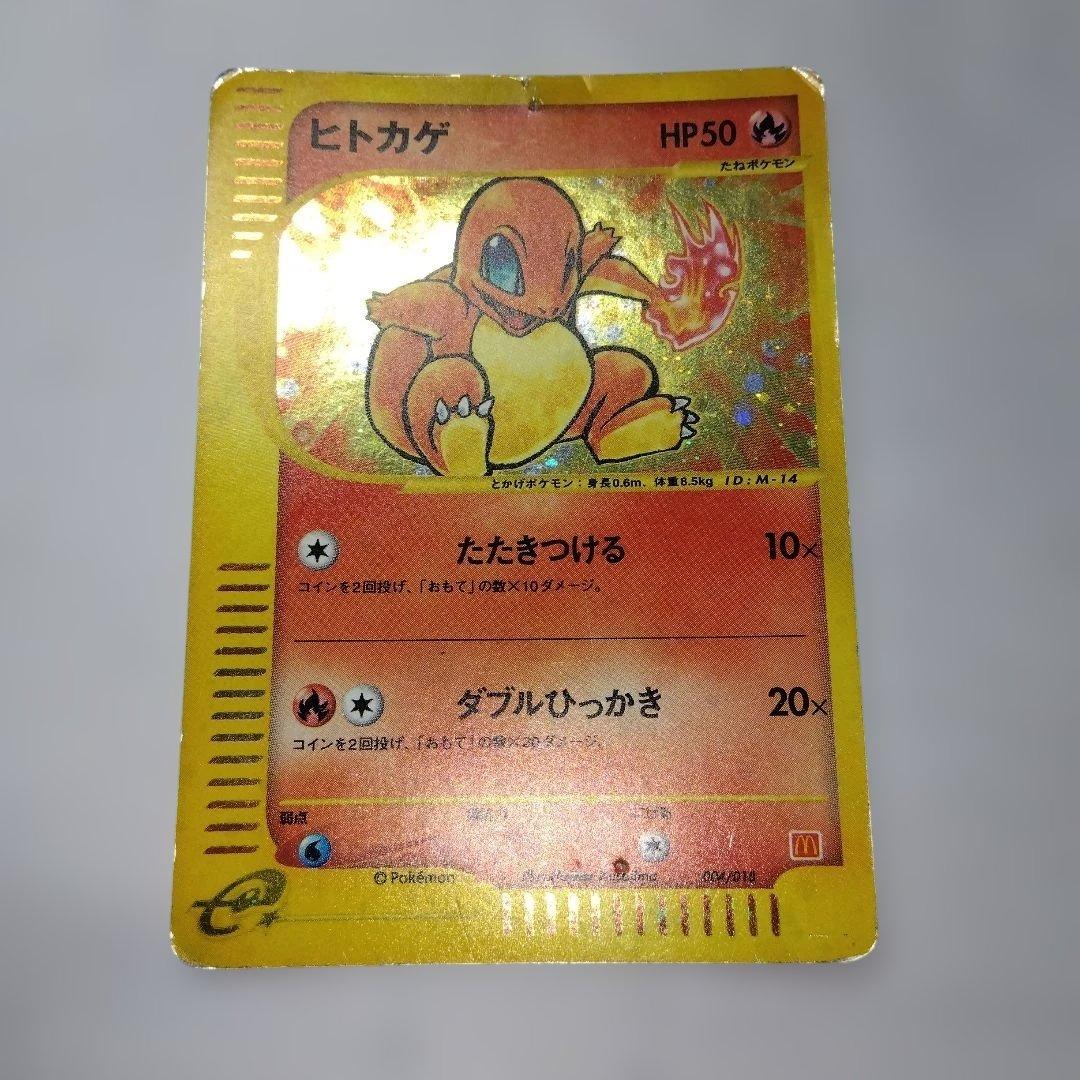 ヒトカゲ HP50
たねポケモン
とかげポケモン：身長0.6m、体重8.5kg ID:M-14
たたきつける 10×
コインを2回投げ、「おもて」の数×10ダメージ。
ダブルひっかき 20×
コインを2回投げ、「おもて」の数×20ダメージ。
弱点
©Pokémon 004/018